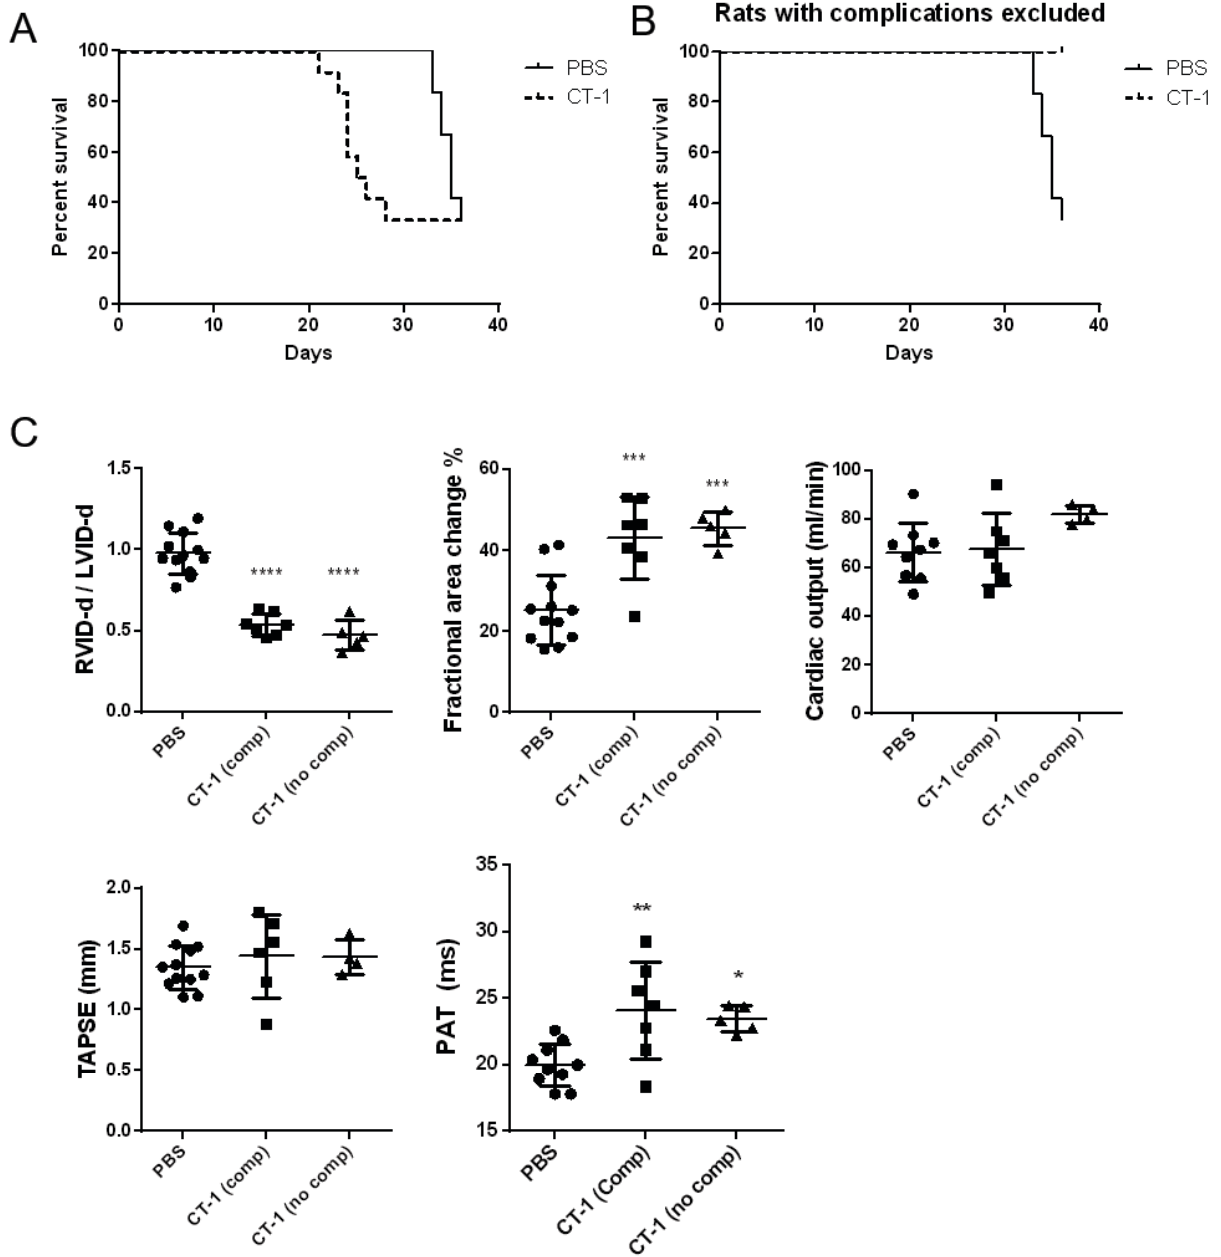 A
100
80
60
40
20
0
Percent survival
0 10 20 30 40
Days
PBS
CT-1
B
Rats with complications excluded
100
80
60
40
20
0
Percent survival
0 10 20 30 40
Days
PBS
CT-1
C
1.5
1.0
0.5
0.0
RVID-d / LVID-d
**** ****
PBS
CT-1 (comp)
CT-1 (no comp)
60
40
20
0
Fractional area change %
*** ***
PBS
CT-1 (comp)
CT-1 (no comp)
100
80
60
40
20
0
Cardiac output (ml/min)
PBS
CT-1 (comp)
CT-1 (no comp)
2.0
1.5
1.0
0.5
0.0
TAPSE (mm)
PBS
CT-1 (comp)
CT-1 (no comp)
35
30
25
20
15
PAT (ms)
** *
PBS
CT-1 (Comp)
CT-1 (no comp)